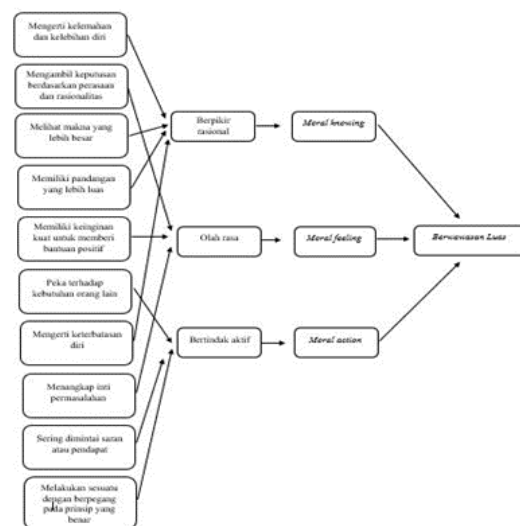 Mengerti kelemahan
dan kelebihan diri
Mengambil keputusan
berdasarkan perasaan
dan rasionalitas
Melihat makna yang
lebih besar
Memiliki pandangan
yang lebih luas
Memiliki keinginan
kuat untuk memberi
bantuan positif
Peka terhadap
kebutuhan orang lain
Mengerti keterbatasan
diri
Menangkap inti
permasalahan
Sering dimintai saran
atau pendapat
Melakukan sesuatu
dengan berpegang
pada prinsip yang
benar
Berpikir
rasional
Olah rasa
Bertindak aktif
Moral knowing
Moral feeling
Moral action
Berwawasan Luas